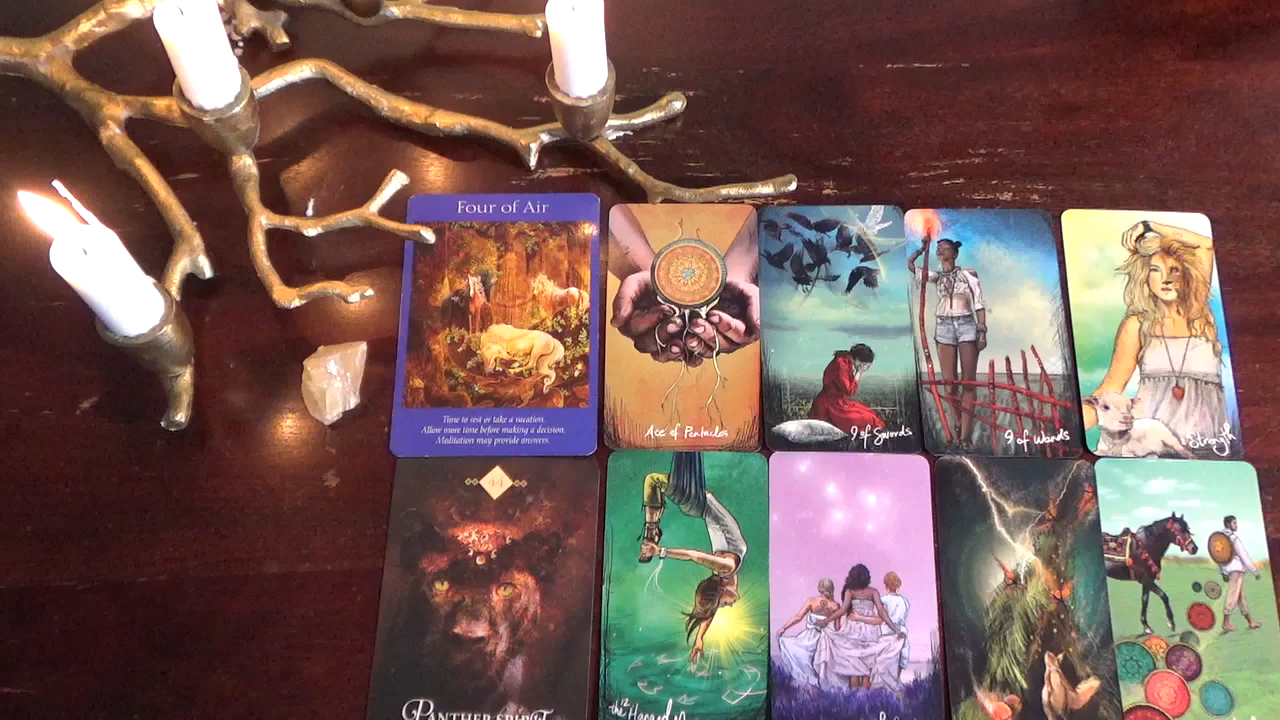 Four of Air
Time to rest or take a vacation.
Allow more time before making a decision.
Meditation may provide answers.
Ace of Pentacles
9 of Swords
9 of Wands
Strength
44
PANTHER SPIRIT
the